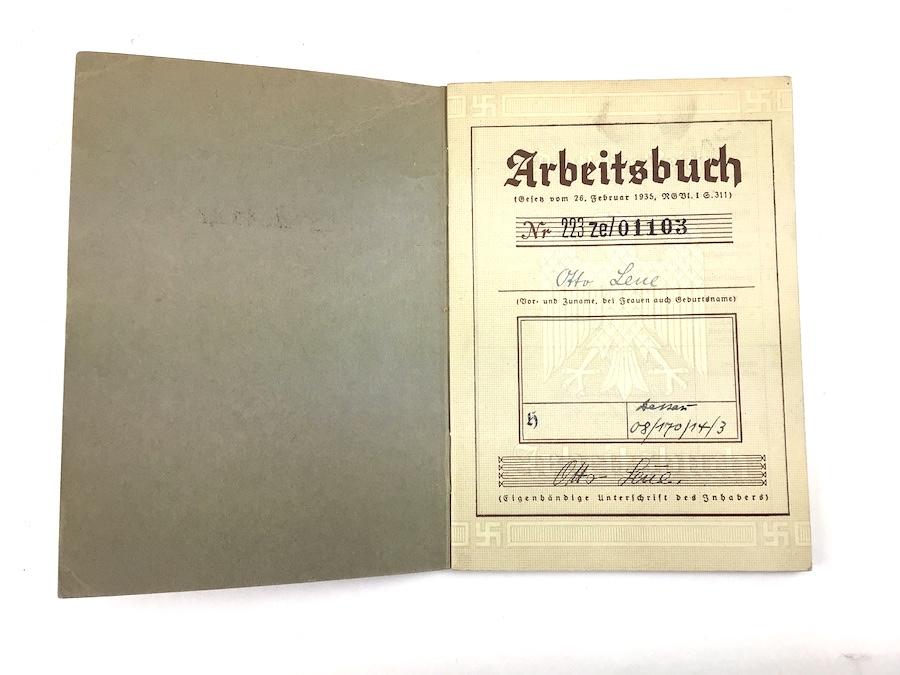 Arbeitsbuch
(Gesetz vom 26. Februar 1935, RGBl. I S.311)
Nr 223 ze/01103
Otto Leue
(Vor- und Zuname, bei Frauen auch Geburtsname)
H
Dessau
08/170/14/3
Otto Leue.
(Eigenhändige Unterschrift des Inhabers)